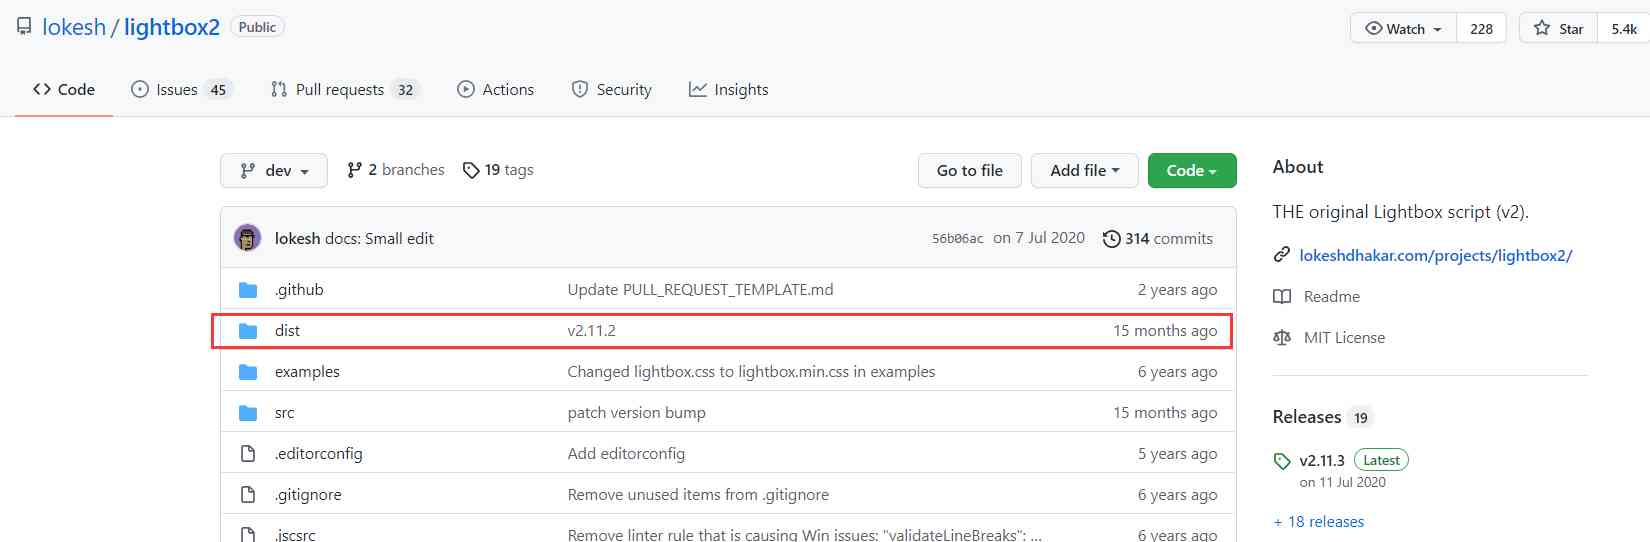 lokesh / lightbox2 Public
Watch 228 Star 5.4k
Code Issues 45 Pull requests 32 Actions Security Insights
dev 2 branches 19 tags Go to file Add file Code
lokesh docs: Small edit 56b06ac on 7 Jul 2020 314 commits
.github Update PULL_REQUEST_TEMPLATE.md 2 years ago
dist v2.11.2 15 months ago
examples Changed lightbox.css to lightbox.min.css in examples 6 years ago
src patch version bump 15 months ago
.editorconfig Add editorconfig 5 years ago
.gitignore Remove unused items from .gitignore 6 years ago
.jscsrc Remove linter rule that is causing Win issues: "validateLineBreaks": ... 6 years ago
About
THE original Lightbox script (v2).
lokeshdhakar.com/projects/lightbox2/
Readme
MIT License
Releases 19
v2.11.3 Latest
on 11 Jul 2020
+ 18 releases